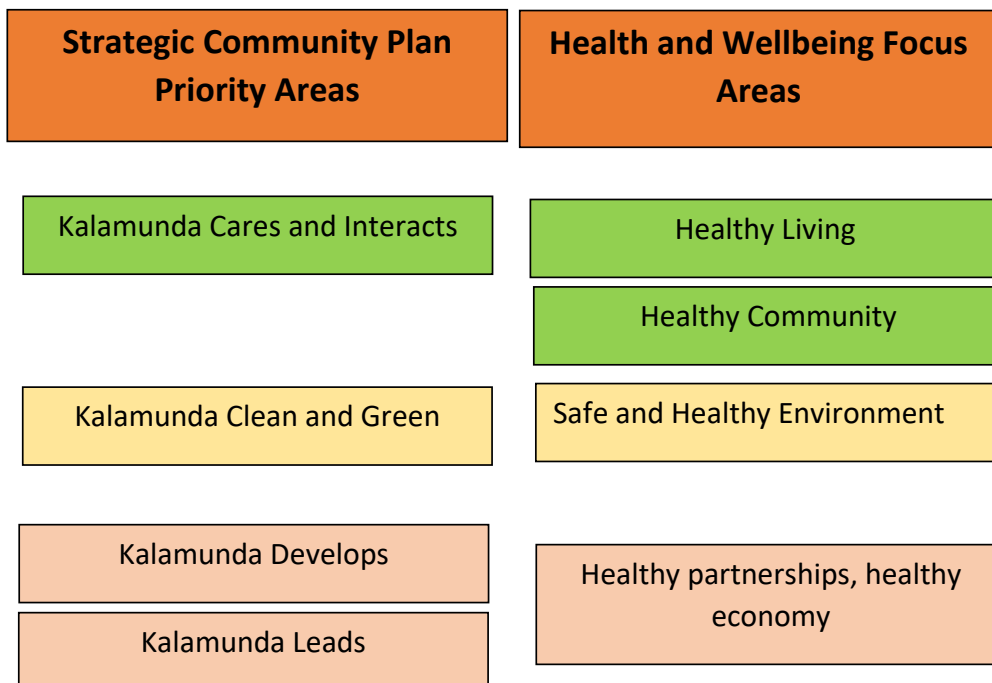 Strategic Community Plan
Priority Areas
Health and Wellbeing Focus
Areas
Kalamunda Cares and Interacts
Healthy Living
Healthy Community
Kalamunda Clean and Green
Safe and Healthy Environment
Kalamunda Develops
Kalamunda Leads
Healthy partnerships, healthy
economy